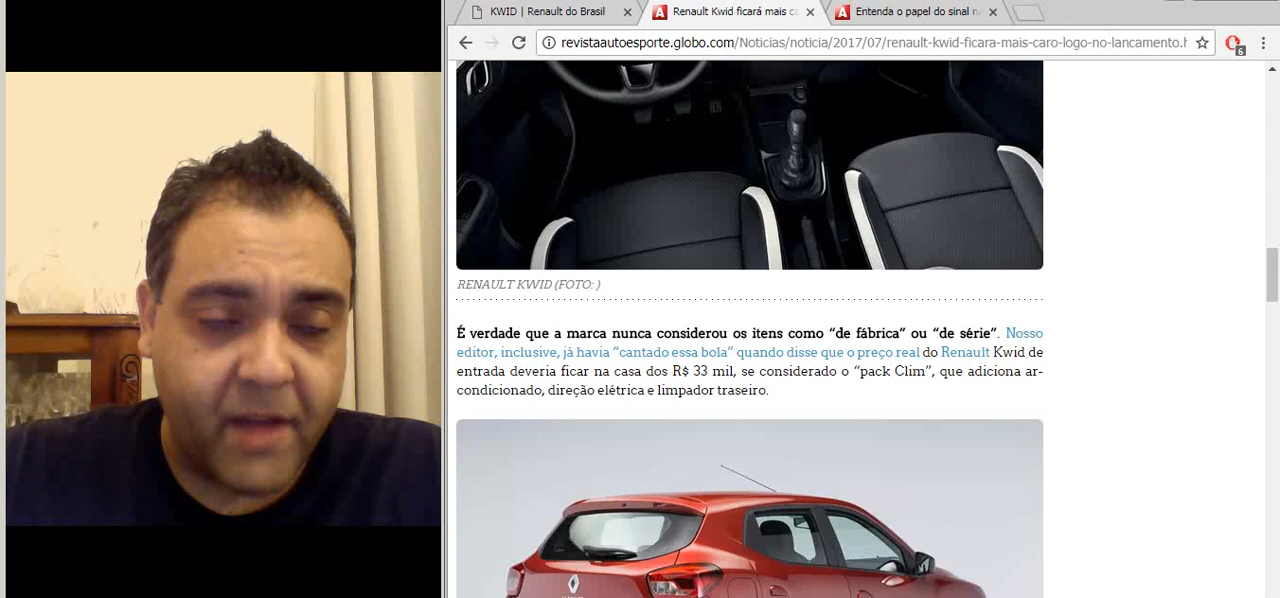 KWID | Renault do Brasil
Renault Kwid ficará mais c
Entenda o papel do sinal
revistaautoesporte.globo.com/Noticias/noticia/2017/07/renault-kwid-ficara-mais-caro-logo-no-lancamento.h
6
RENAULT KWID (FOTO: )
É verdade que a marca nunca considerou os itens como “de fábrica” ou “de série”. Nosso
editor, inclusive, já havia “cantado essa bola” quando disse que o preço real do Renault Kwid de
entrada deveria ficar na casa dos R$ 33 mil, se considerado o “pack Clim”, que adiciona ar-
condicionado, direção elétrica e limpador traseiro.